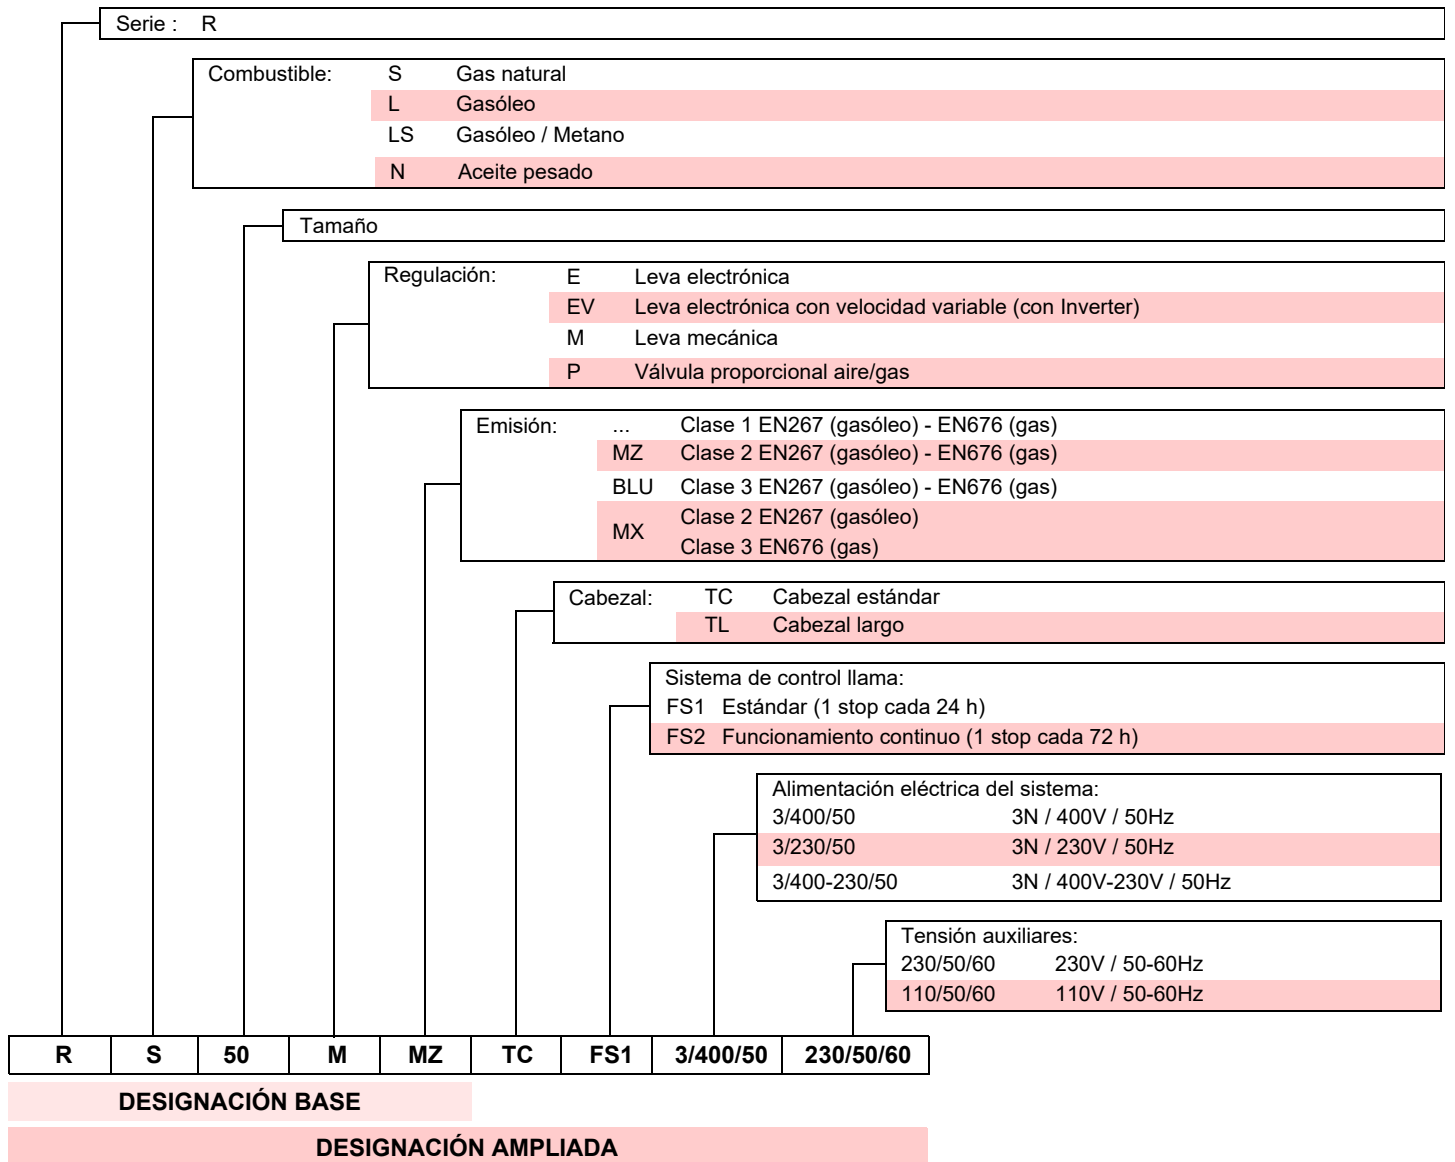 Serie : R
Combustible: S Gas natural
L Gasóleo
LS Gasóleo / Metano
N Aceite pesado
Tamaño
Regulación: E Leva electrónica
EV Leva electrónica con velocidad variable (con Inverter)
M Leva mecánica
P Válvula proporcional aire/gas
Emisión: ... Clase 1 EN267 (gasóleo) - EN676 (gas)
MZ Clase 2 EN267 (gasóleo) - EN676 (gas)
BLU Clase 3 EN267 (gasóleo) - EN676 (gas)
MX Clase 2 EN267 (gasóleo)
Clase 3 EN676 (gas)
Cabezal: TC Cabezal estándar
TL Cabezal largo
Sistema de control llama:
FS1 Estándar (1 stop cada 24 h)
FS2 Funcionamiento continuo (1 stop cada 72 h)
Alimentación eléctrica del sistema:
3/400/50 3N / 400V / 50Hz
3/230/50 3N / 230V / 50Hz
3/400-230/50 3N / 400V-230V / 50Hz
Tensión auxiliares:
230/50/60 230V / 50-60Hz
110/50/60 110V / 50-60Hz
R S 50 M MZ TC FS1 3/400/50 230/50/60
DESIGNACIÓN BASE
DESIGNACIÓN AMPLIADA